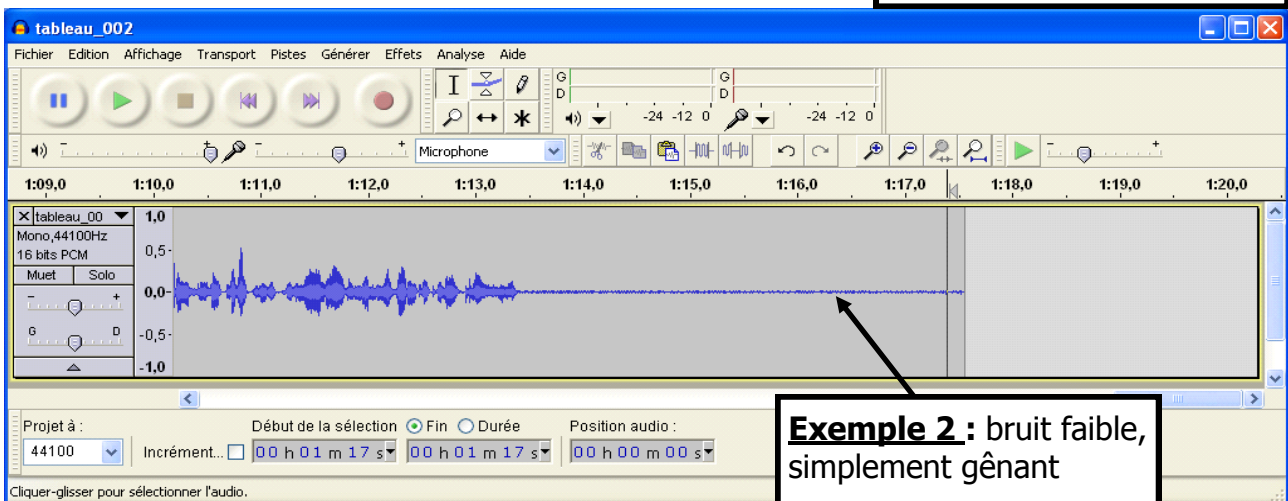 tableau_002
Fichier Edition Affichage Transport Pistes Générer Effets Analyse Aide
G G
D D
-24 -12 0 -24 -12 0
- + - + Microphone - +
1:09,0 1:10,0 1:11,0 1:12,0 1:13,0 1:14,0 1:15,0 1:16,0 1:17,0 1:18,0 1:19,0 1:20,0
tableau_00 1,0
Mono,44100Hz
16 bits PCM 0,5-
Muet Solo
- + 0,0-
G D -0,5-
-1,0
Projet à : Début de la sélection Fin Durée Position audio :
44100 Incrément... 00 h 01 m 17 s 00 h 01 m 17 s 00 h 00 m 00 s
Exemple 2 : bruit faible,
simplement gênant
Cliquer-glisser pour sélectionner l'audio.